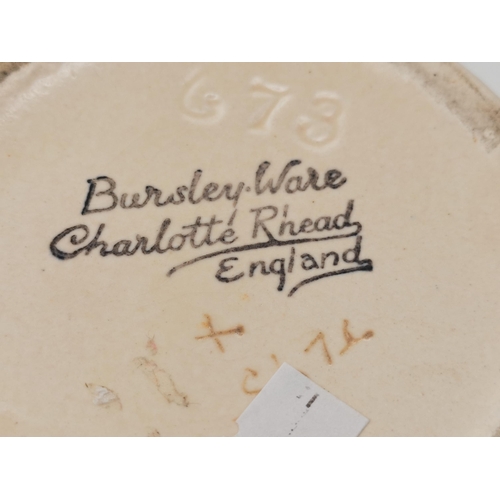 673
Bursley-Ware
Charlotte Rhead
England